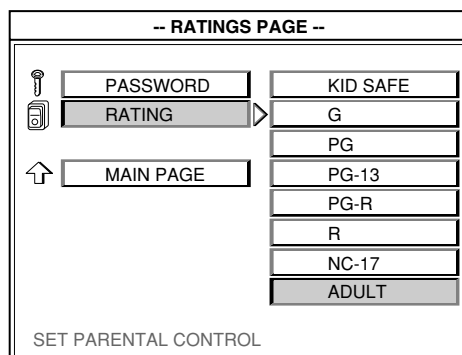 -- RATINGS PAGE --
PASSWORD
RATING
MAIN PAGE
KID SAFE
G
PG
PG-13
PG-R
R
NC-17
ADULT
SET PARENTAL CONTROL